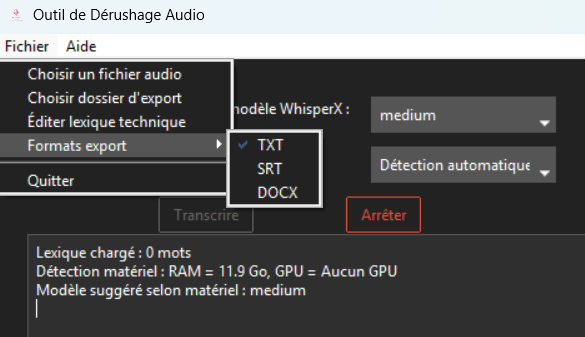 Outil de Dérushage Audio
Fichier Aide
Choisir un fichier audio
Choisir dossier d'export
Éditer lexique technique
Formats export
Quitter
TXT
SRT
DOCX
modèle WhisperX :
medium
Détection automatique
Transcrire
Arrêter
Lexique chargé : 0 mots
Détection matériel : RAM = 11.9 Go, GPU = Aucun GPU
Modèle suggéré selon matériel : medium